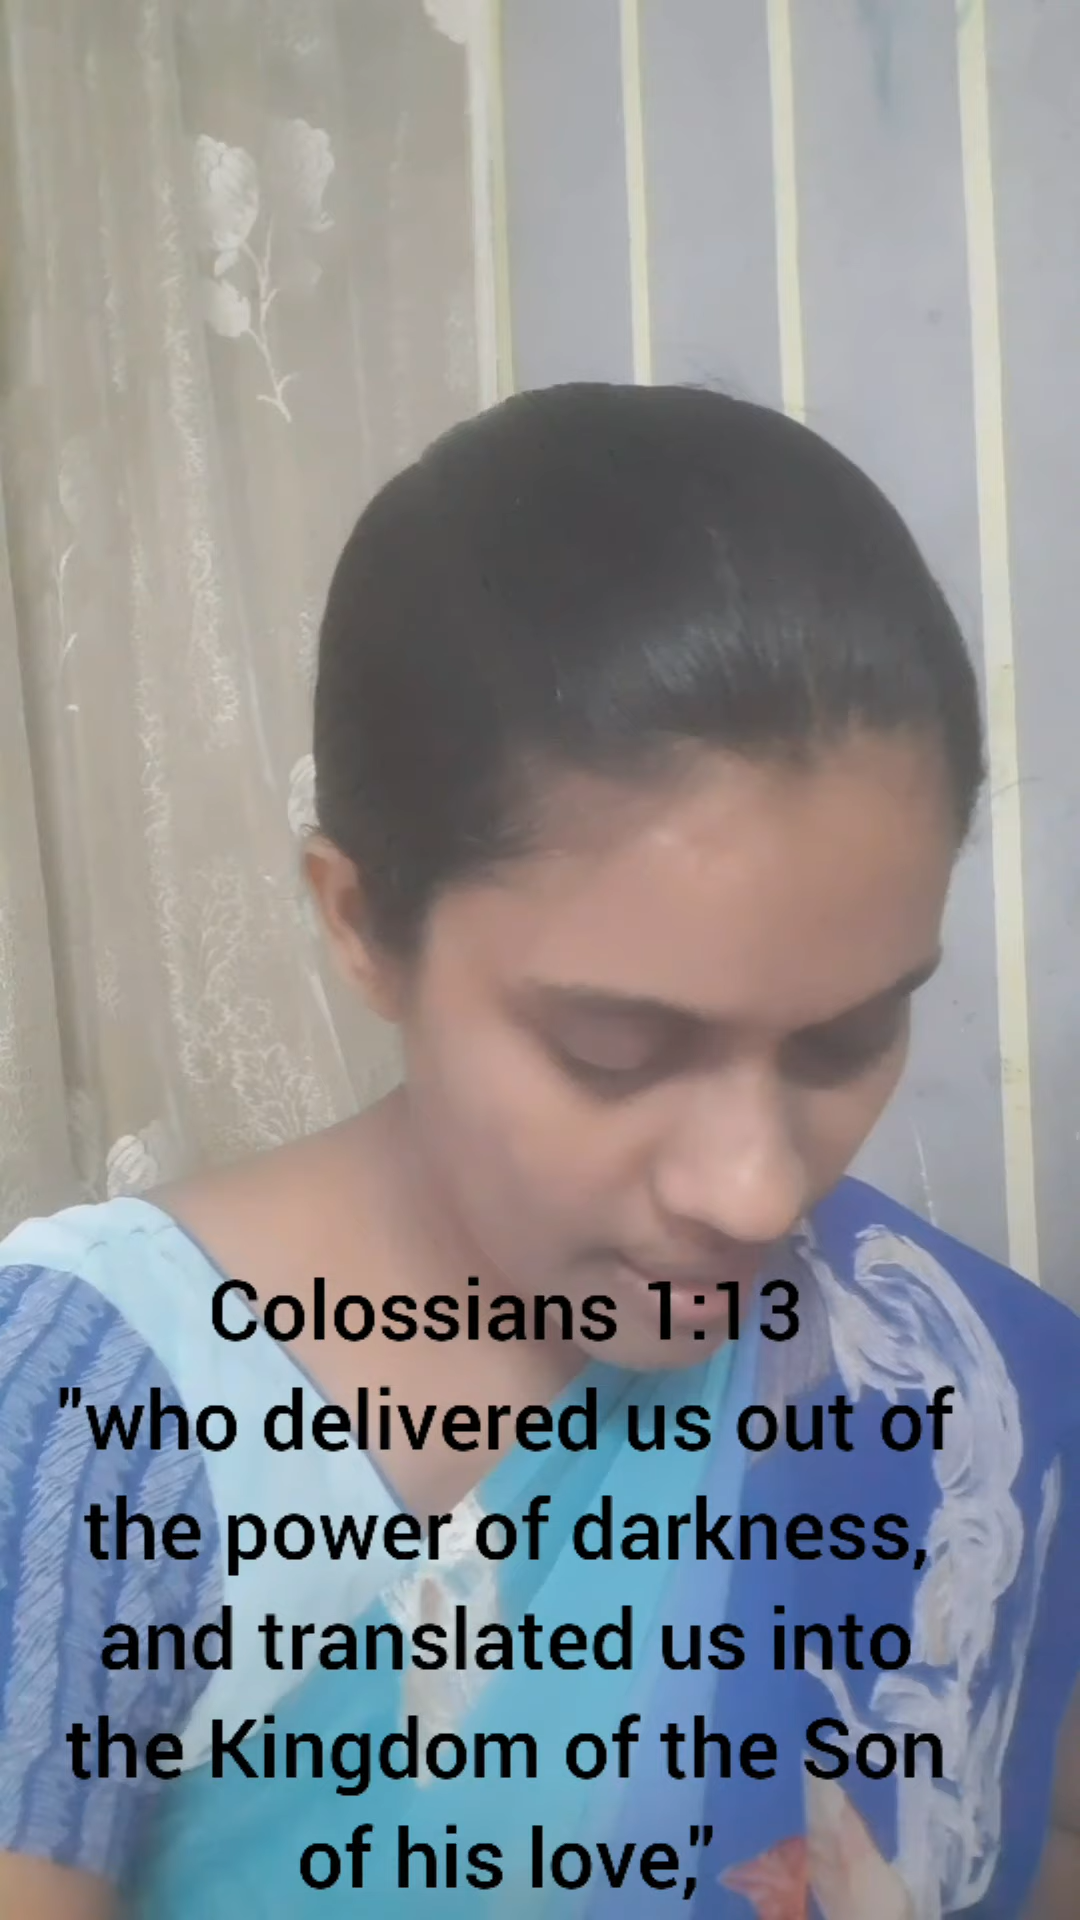 Colossians 1:13
"who delivered us out of
the power of darkness,
and translated us into
the Kingdom of the Son
of his love,"